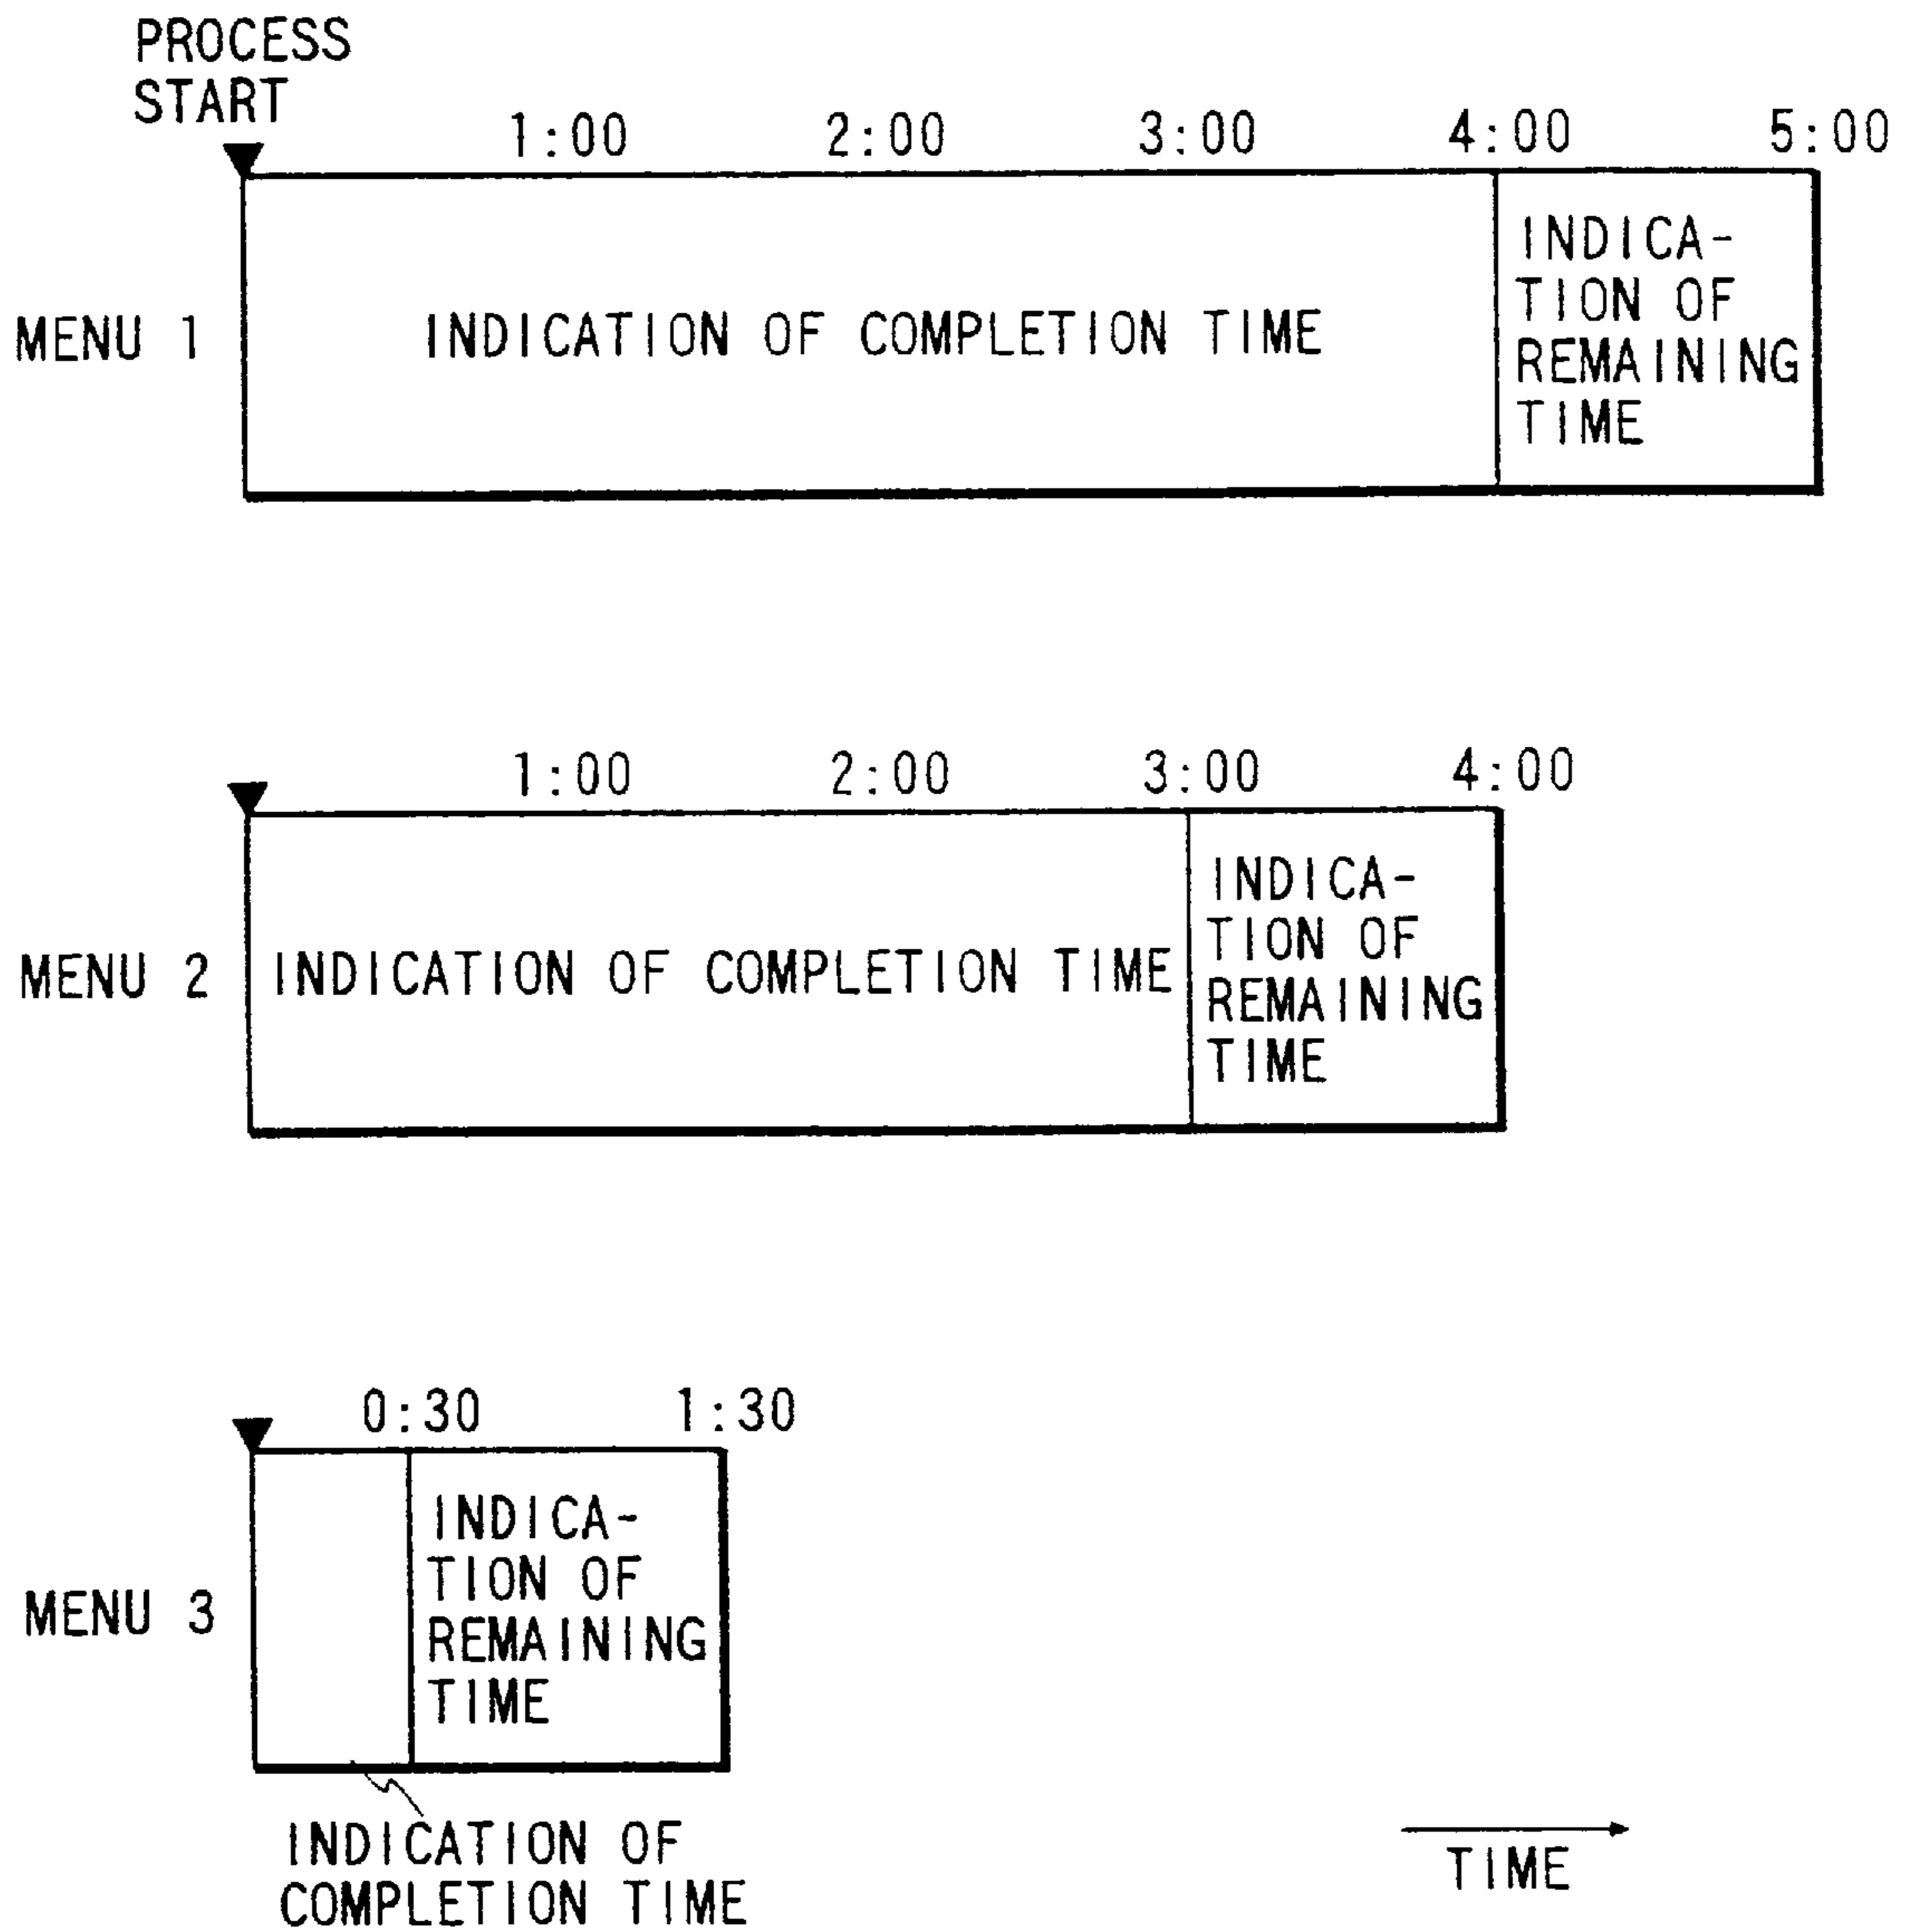 PROCESS
START
1:00 2:00 3:00 4:00 5:00
MENU 1
INDICATION OF COMPLETION TIME
INDICA-
TION OF
REMAINING
TIME
1:00 2:00 3:00 4:00
MENU 2
INDICATION OF COMPLETION TIME
INDICA-
TION OF
REMAINING
TIME
0:30 1:30
MENU 3
INDICA-
TION OF
REMAINING
TIME
INDICATION OF
COMPLETION TIME
TIME